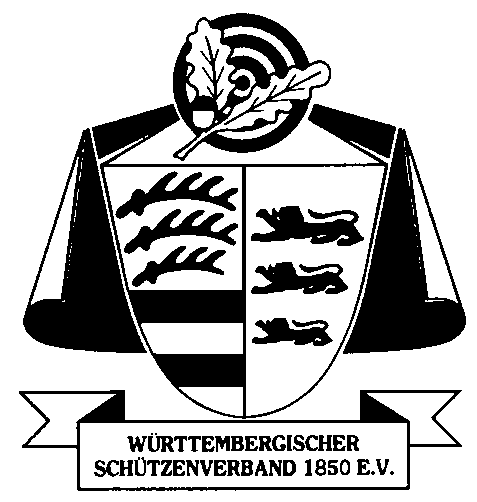 WÜRTTEMBERGISCHER
SCHÜTZENVERBAND 1850 E.V.